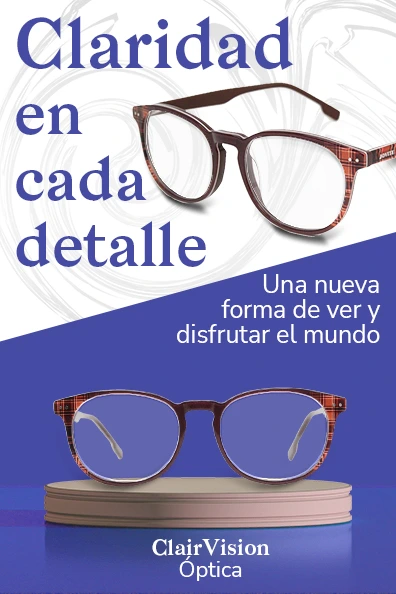 Claridad
en
cada
detalle
Una nueva
forma de ver y
disfrutar el mundo
ClairVision
Óptica